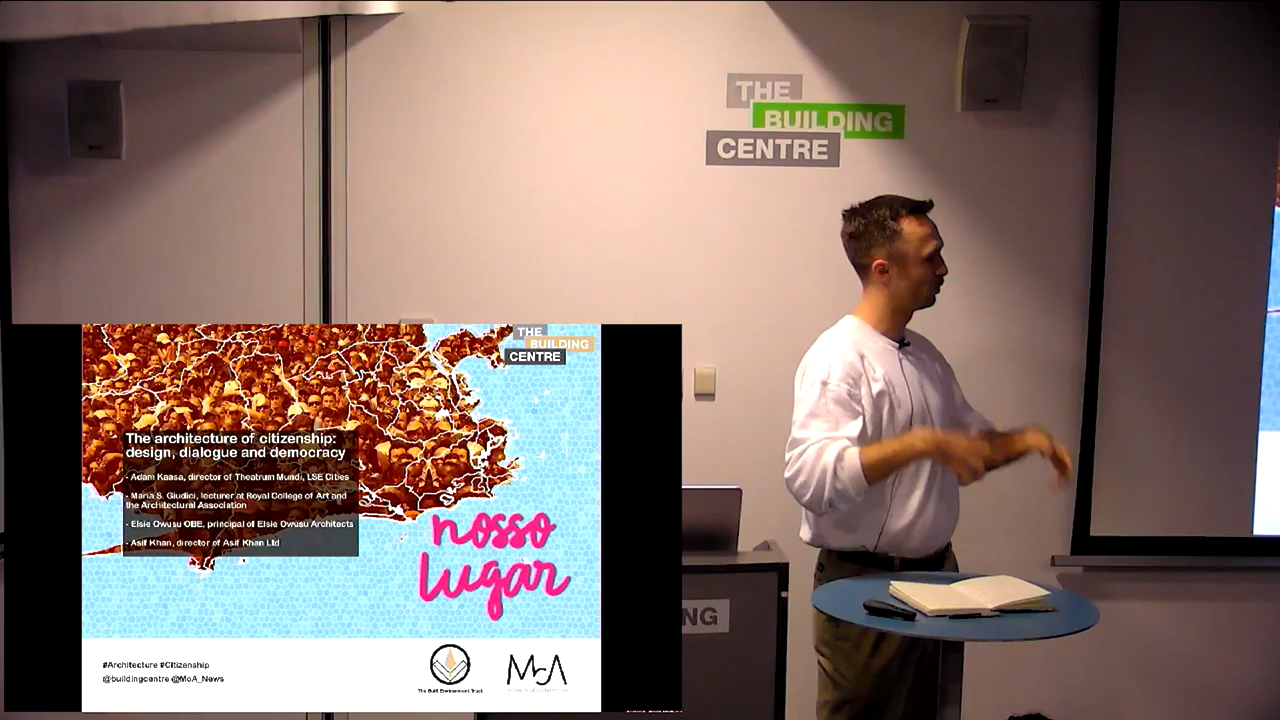 THE
BUILDING
CENTRE
THE
BUILDING
CENTRE
The architecture of citizenship:
design, dialogue and democracy
- Adam Kaasa, director of Theatrum Mundi, LSE Cities
- Maria S. Giudici, lecturer at Royal College of Art and
the Architectural Association
- Elsie Owusu OBE, principal of Elsie Owusu Architects
- Asif Khan, director of Asif Khan Ltd
nosso
lugar
#Architecture #Citizenship
@buildingcentre @MoA_News
The Built Environment Trust
MoA
NG